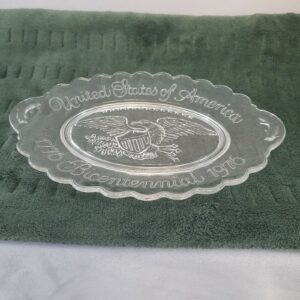 United States of America
1776 Bicentennial 1976